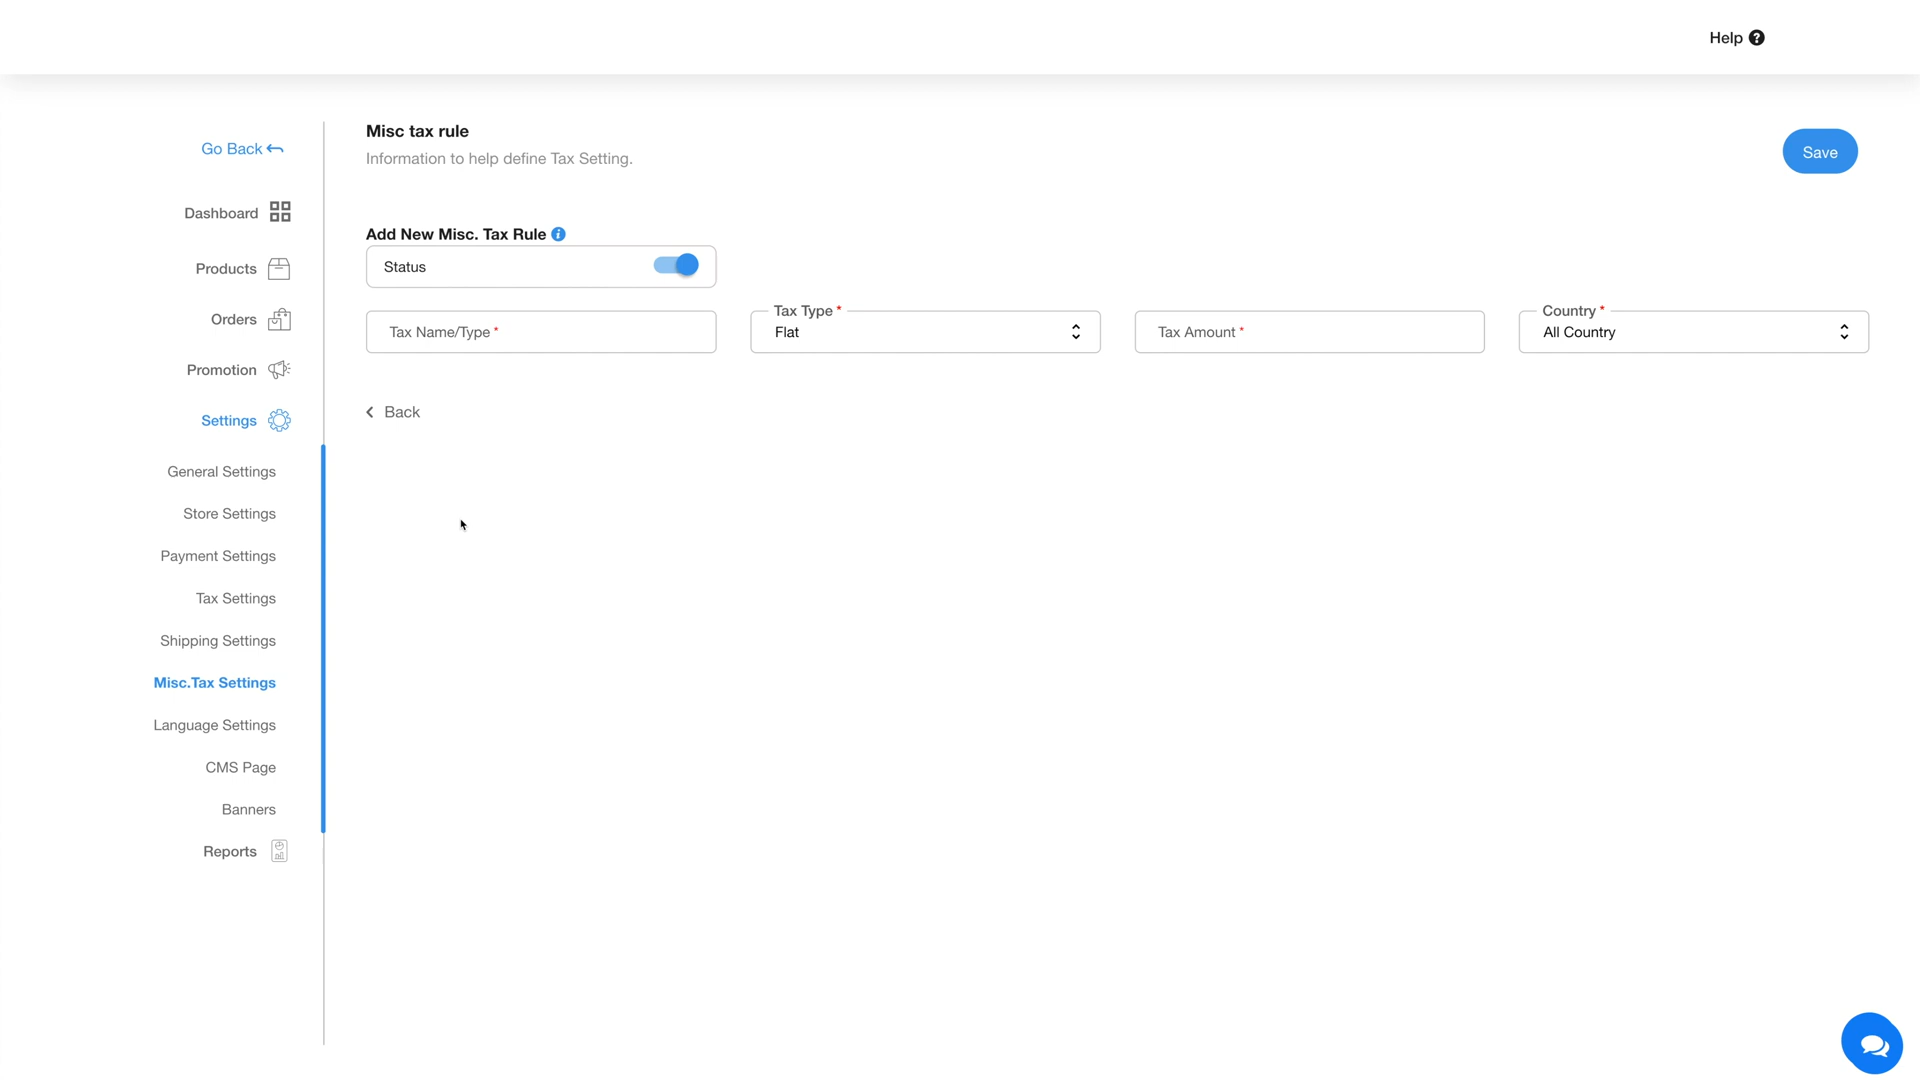 Help
Go Back
Dashboard
Products
Orders
Promotion
Settings
General Settings
Store Settings
Payment Settings
Tax Settings
Shipping Settings
Misc.Tax Settings
Language Settings
CMS Page
Banners
Reports
Misc tax rule
Information to help define Tax Setting.
Save
Add New Misc. Tax Rule
Status
Tax Name/Type *
Tax Type *
Flat
Tax Amount *
Country *
All Country
Back